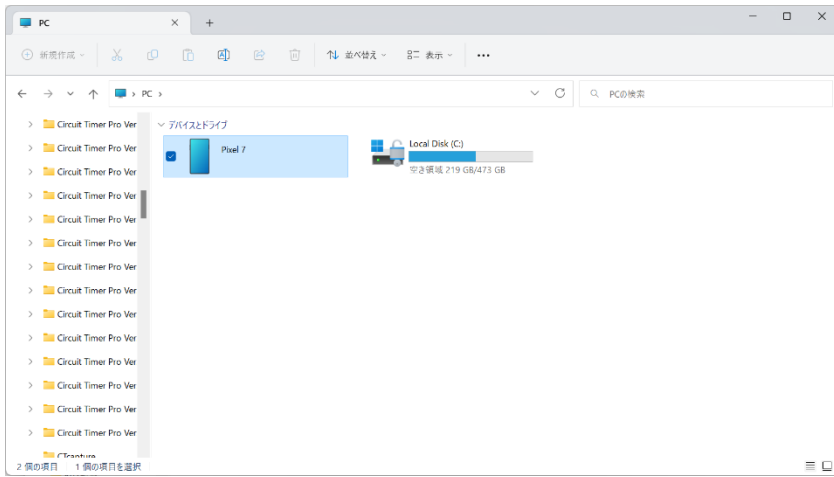 PC
新規作成
並べ替え
表示
PC
PCの検索
Circuit Timer Pro Ver
Circuit Timer Pro Ver
Circuit Timer Pro Ver
Circuit Timer Pro Ver
Circuit Timer Pro Ver
Circuit Timer Pro Ver
Circuit Timer Pro Ver
Circuit Timer Pro Ver
Circuit Timer Pro Ver
Circuit Timer Pro Ver
Circuit Timer Pro Ver
Circuit Timer Pro Ver
Circuit Timer Pro Ver
Circuit Timer Pro Ver
CTcapture
デバイスとドライブ
Pixel 7
Local Disk (C:)
空き領域 219 GB/473 GB
2 個の項目
1 個の項目を選択